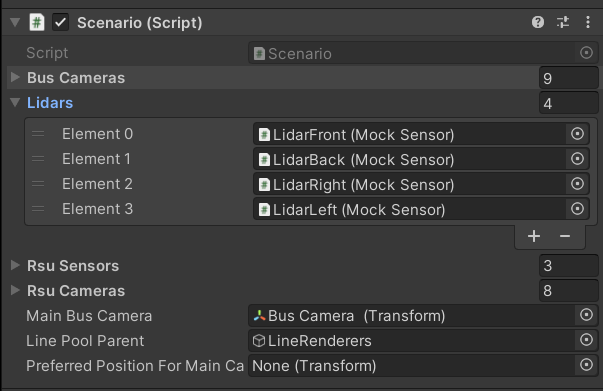 Scenario (Script)
Script Scenario
Bus Cameras 9
Lidars 4
Element 0 LidarFront (Mock Sensor)
Element 1 LidarBack (Mock Sensor)
Element 2 LidarRight (Mock Sensor)
Element 3 LidarLeft (Mock Sensor)
Rsu Sensors 3
Rsu Cameras 8
Main Bus Camera Bus Camera (Transform)
Line Pool Parent LineRenderers
Preferred Position For Main Ca None (Transform)